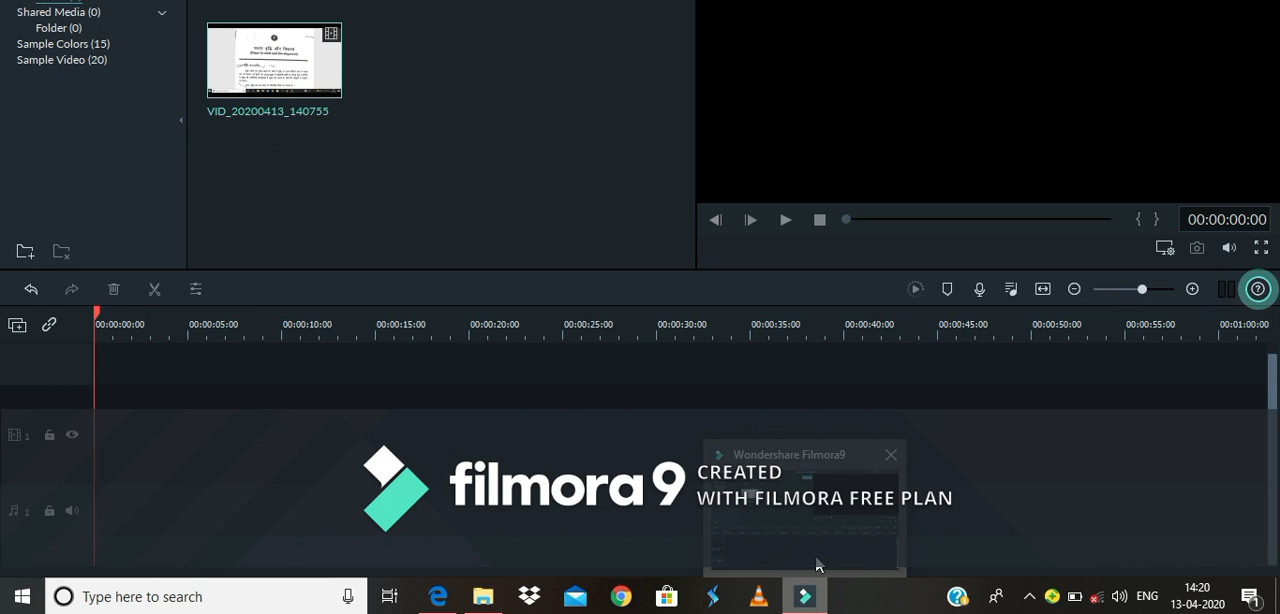 Shared Media (0)
Folder (0)
Sample Colors (15)
Sample Video (20)
VID_20200413_140755
00:00:00:00
00:00:00:00 00:00:05:00 00:00:10:00 00:00:15:00 00:00:20:00 00:00:25:00 00:00:30:00 00:00:35:00 00:00:40:00 00:00:45:00 00:00:50:00 00:00:55:00 00:01:00:00
1
Wondershare Filmora9
filmora9 CREATED
WITH FILMORA FREE PLAN
1
Type here to search
ENG
14:20
13-04-2020
1